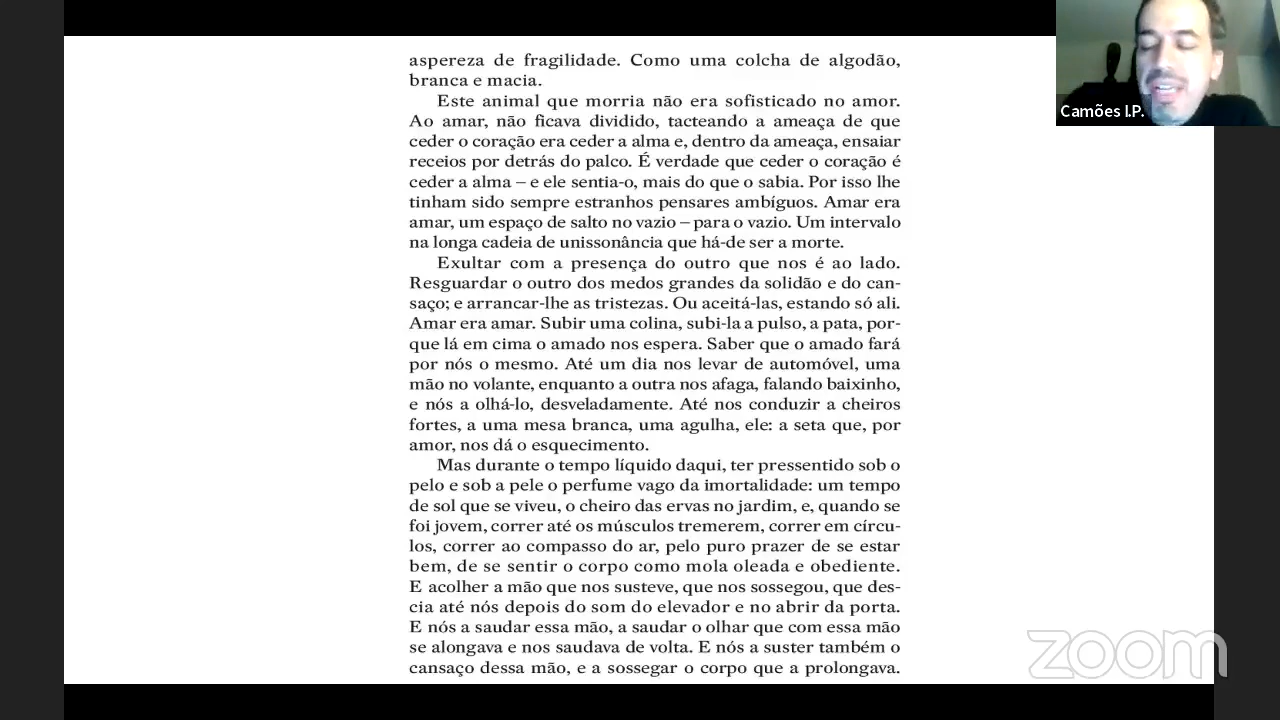 aspereza de fragilidade. Como uma colcha de algodão,
branca e macia.
Este animal que morria não era sofisticado no amor.
Ao amar, não ficava dividido, tacteando a ameaça de que
ceder o coração era ceder a alma e, dentro da ameaça, ensaiar
receios por detrás do palco. É verdade que ceder o coração é
ceder a alma – e ele sentia-o, mais do que o sabia. Por isso lhe
tinham sido sempre estranhos pensares ambíguos. Amar era
amar, um espaço de salto no vazio – para o vazio. Um intervalo
na longa cadeia de unissonância que há-de ser a morte.
Exultar com a presença do outro que nos é ao lado.
Resguardar o outro dos medos grandes da solidão e do can-
saço; e arrancar-lhe as tristezas. Ou aceitá-las, estando só ali.
Amar era amar. Subir uma colina, subi-la a pulso, a pata, por-
que lá em cima o amado nos espera. Saber que o amado fará
por nós o mesmo. Até um dia nos levar de automóvel, uma
mão no volante, enquanto a outra nos afaga, falando baixinho,
e nós a olhá-lo, desveladamente. Até nos conduzir a cheiros
fortes, a uma mesa branca, uma agulha, ele: a seta que, por
amor, nos dá o esquecimento.
Mas durante o tempo líquido daqui, ter pressentido sob o
pelo e sob a pele o perfume vago da imortalidade: um tempo
de sol que se viveu, o cheiro das ervas no jardim, e, quando se
foi jovem, correr até os músculos tremerem, correr em círcu-
los, correr ao compasso do ar, pelo puro prazer de se estar
bem, de se sentir o corpo como mola oleada e obediente.
E acolher a mão que nos susteve, que nos sossegou, que des-
cia até nós depois do som do elevador e no abrir da porta.
E nós a saudar essa mão, a saudar o olhar que com essa mão
se alongava e nos saudava de volta. E nós a suster também o
cansaço dessa mão, e a sossegar o corpo que a prolongava.
Camões I.P.
zoom